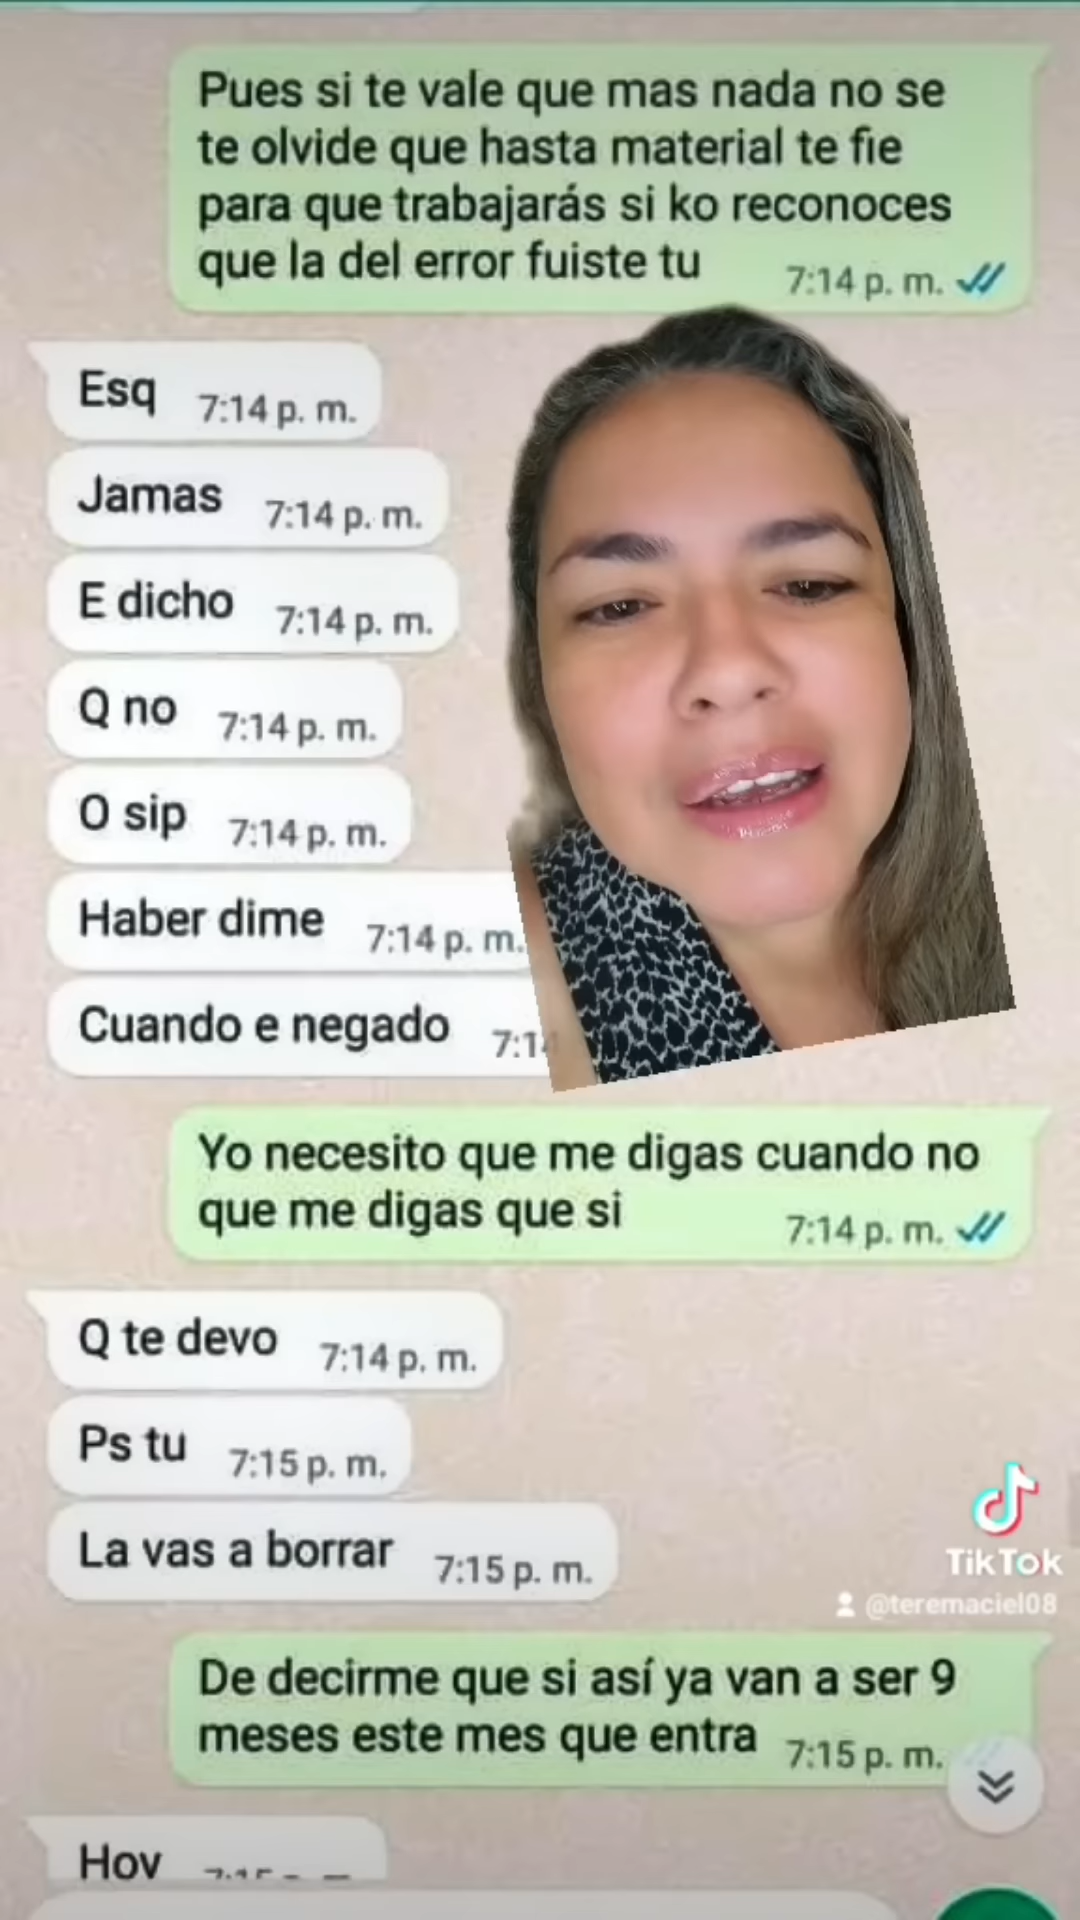 Pues si te vale que mas nada no se
te olvide que hasta material te fie
para que trabajarás si ko reconoces
que la del error fuiste tu 7:14 p. m.
Esq 7:14 p. m.
Jamas 7:14 p. m.
E dicho 7:14 p. m.
Q no 7:14 p. m.
O sip 7:14 p. m.
Haber dime 7:14 p. m.
Cuando e negado 7:14
Yo necesito que me digas cuando no
que me digas que si 7:14 p. m.
Q te devo 7:14 p. m.
Ps tu 7:15 p. m.
La vas a borrar 7:15 p. m.
TikTok
@teremaciel08
De decirme que si así ya van a ser 9
meses este mes que entra 7:15 p. m.
Hoy